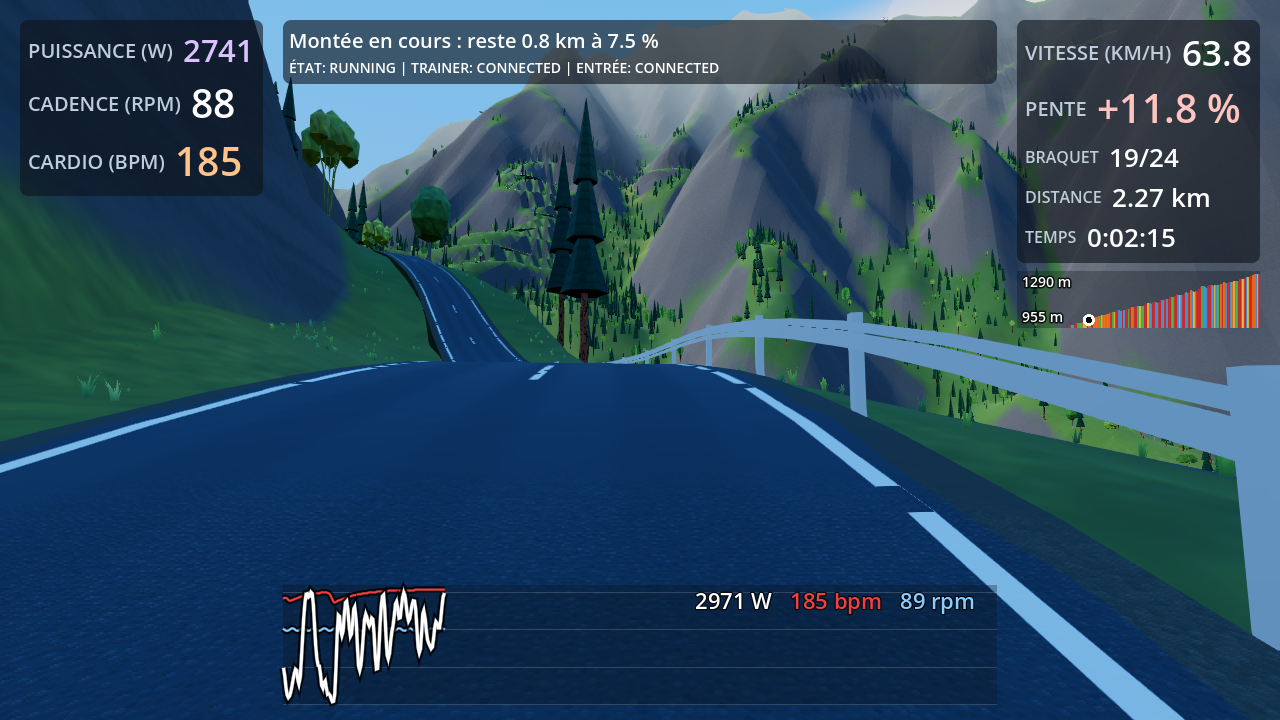 PUISSANCE (W) 2741
CADENCE (RPM) 88
CARDIO (BPM) 185
Montée en cours : reste 0.8 km à 7.5 %
ÉTAT: RUNNING | TRAINER: CONNECTED | ENTRÉE: CONNECTED
VITESSE (KM/H) 63.8
PENTE +11.8 %
BRAQUET 19/24
DISTANCE 2.27 km
TEMPS 0:02:15
1290 m
955 m
2971 W 185 bpm 89 rpm